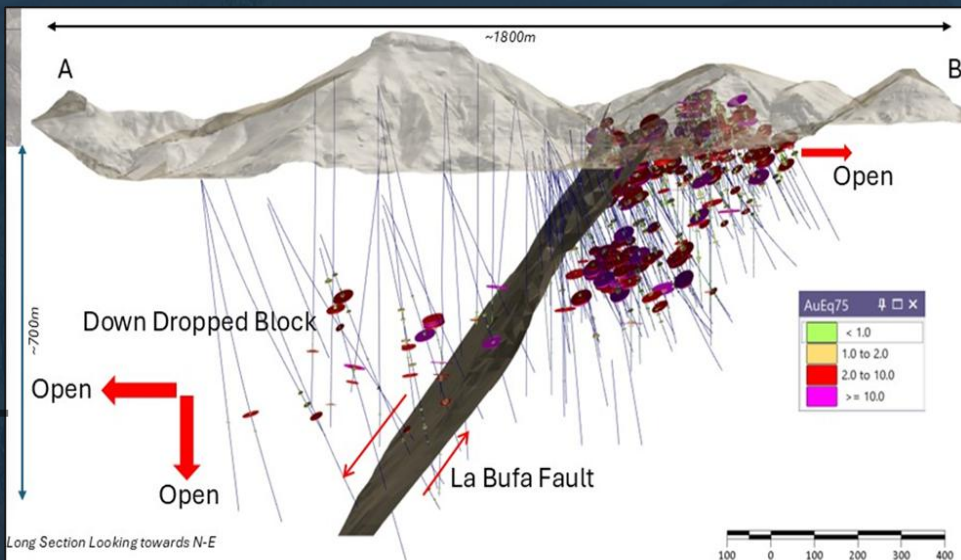 ~1800m
A
B
Open
~700m
Down Dropped Block
AuEq75
< 1.0
1.0 to 2.0
2.0 to 10.0
>= 10.0
Open
Open
La Bufa Fault
Long Section Looking towards N-E
100 0 100 200 300 400